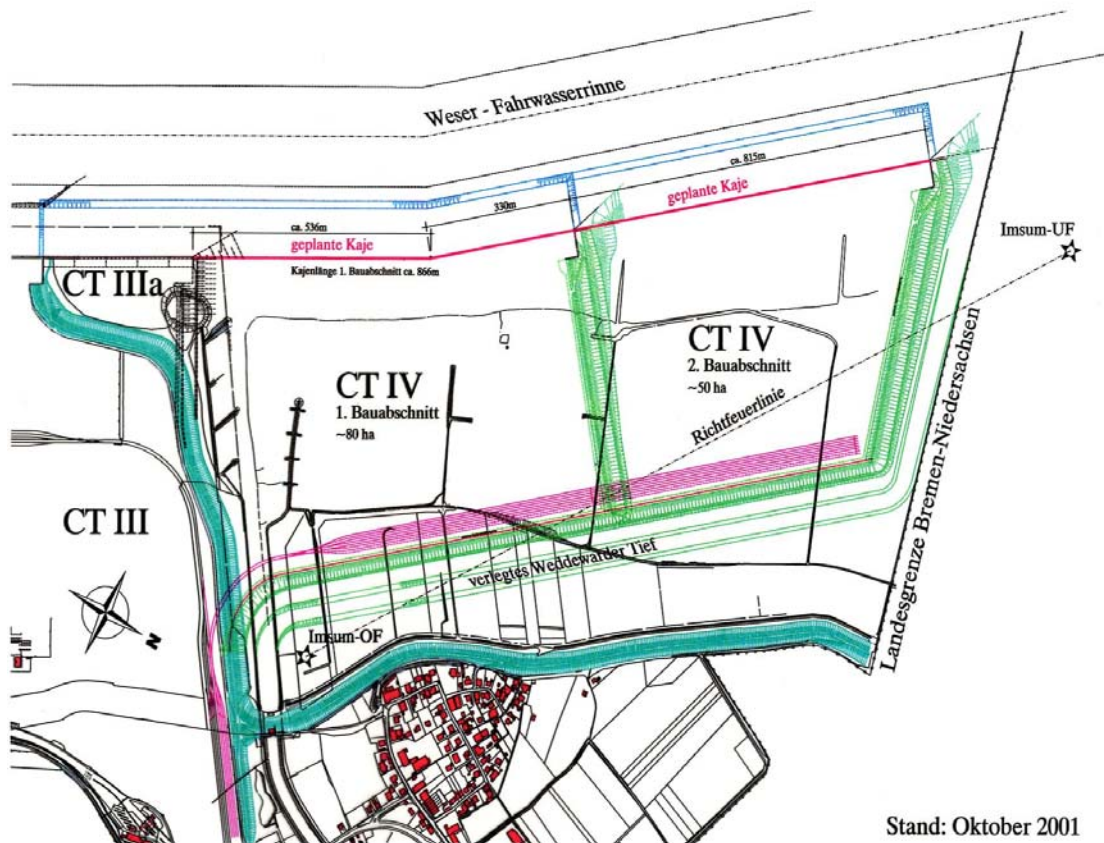 Weser - Fahrwasserrinne
ca. 815m
geplante Kaje
330m
ca. 536m
geplante Kaje
Kajenlänge 1. Bauabschnitt ca. 866m
Imsum-UF
CT IIIa
CT IV
2. Bauabschnitt
~50 ha
CT IV
1. Bauabschnitt
~80 ha
Richtfeuerlinie
Landesgrenze Bremen-Niedersachsen
CT III
verlegtes Weddewarder Tief
N
Imsum-OF
Stand: Oktober 2001